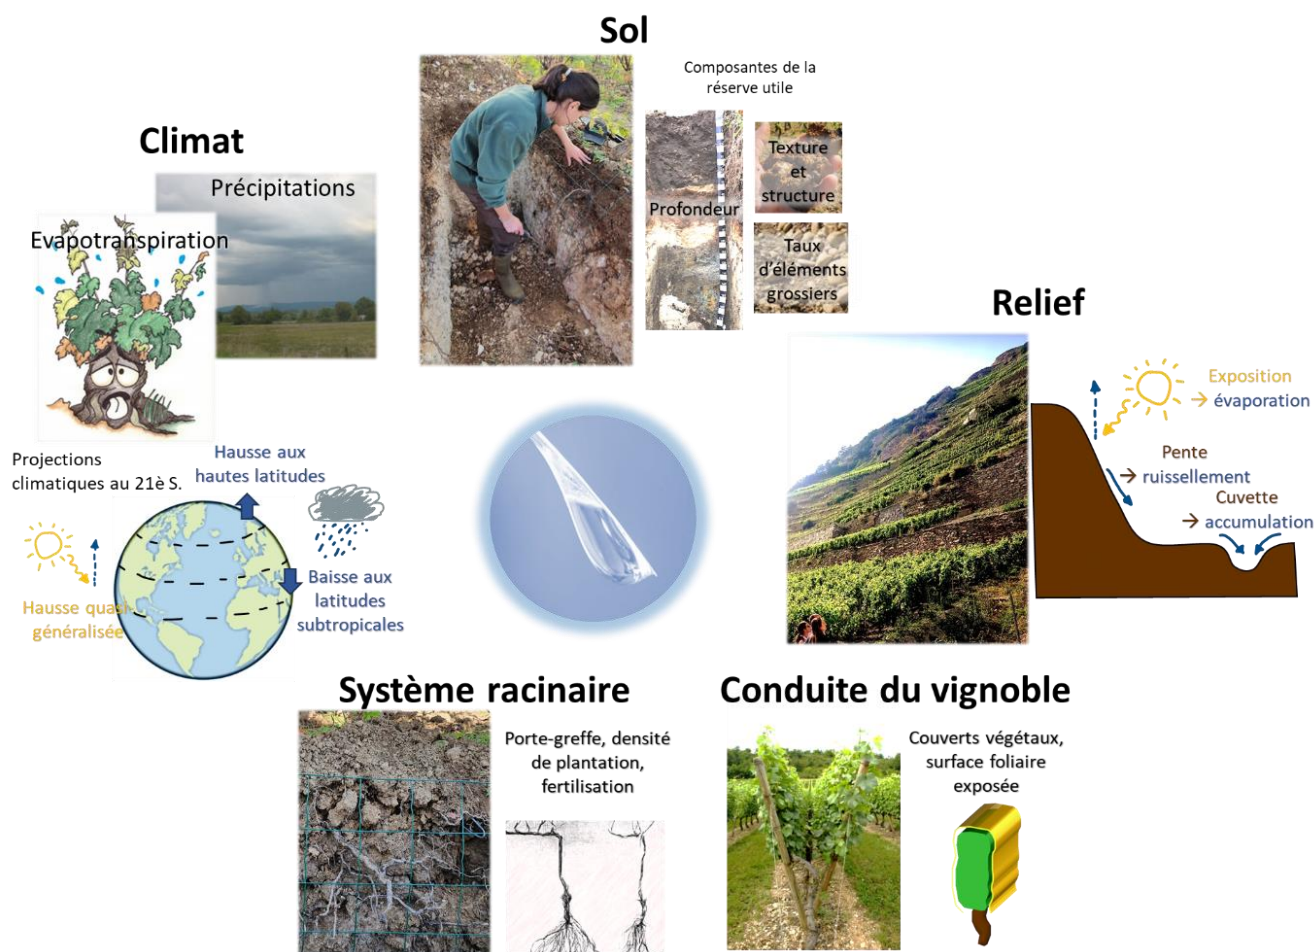 Sol
Composantes de la
réserve utile
Texture
et
structure
Profondeur
Taux
d'éléments
grossiers
Climat
Précipitations
Evapotranspiration
Projections
climatiques au 21è S.
Hausse aux
hautes latitudes
Hausse quasi
généralisée
Baisse aux
latitudes
subtropicales
Relief
Exposition
→ évaporation
Pente
→ ruissellement
Cuvette
→ accumulation
Système racinaire
Porte-greffe, densité
de plantation,
fertilisation
Conduite du vignoble
Couverts végétaux,
surface foliaire
exposée